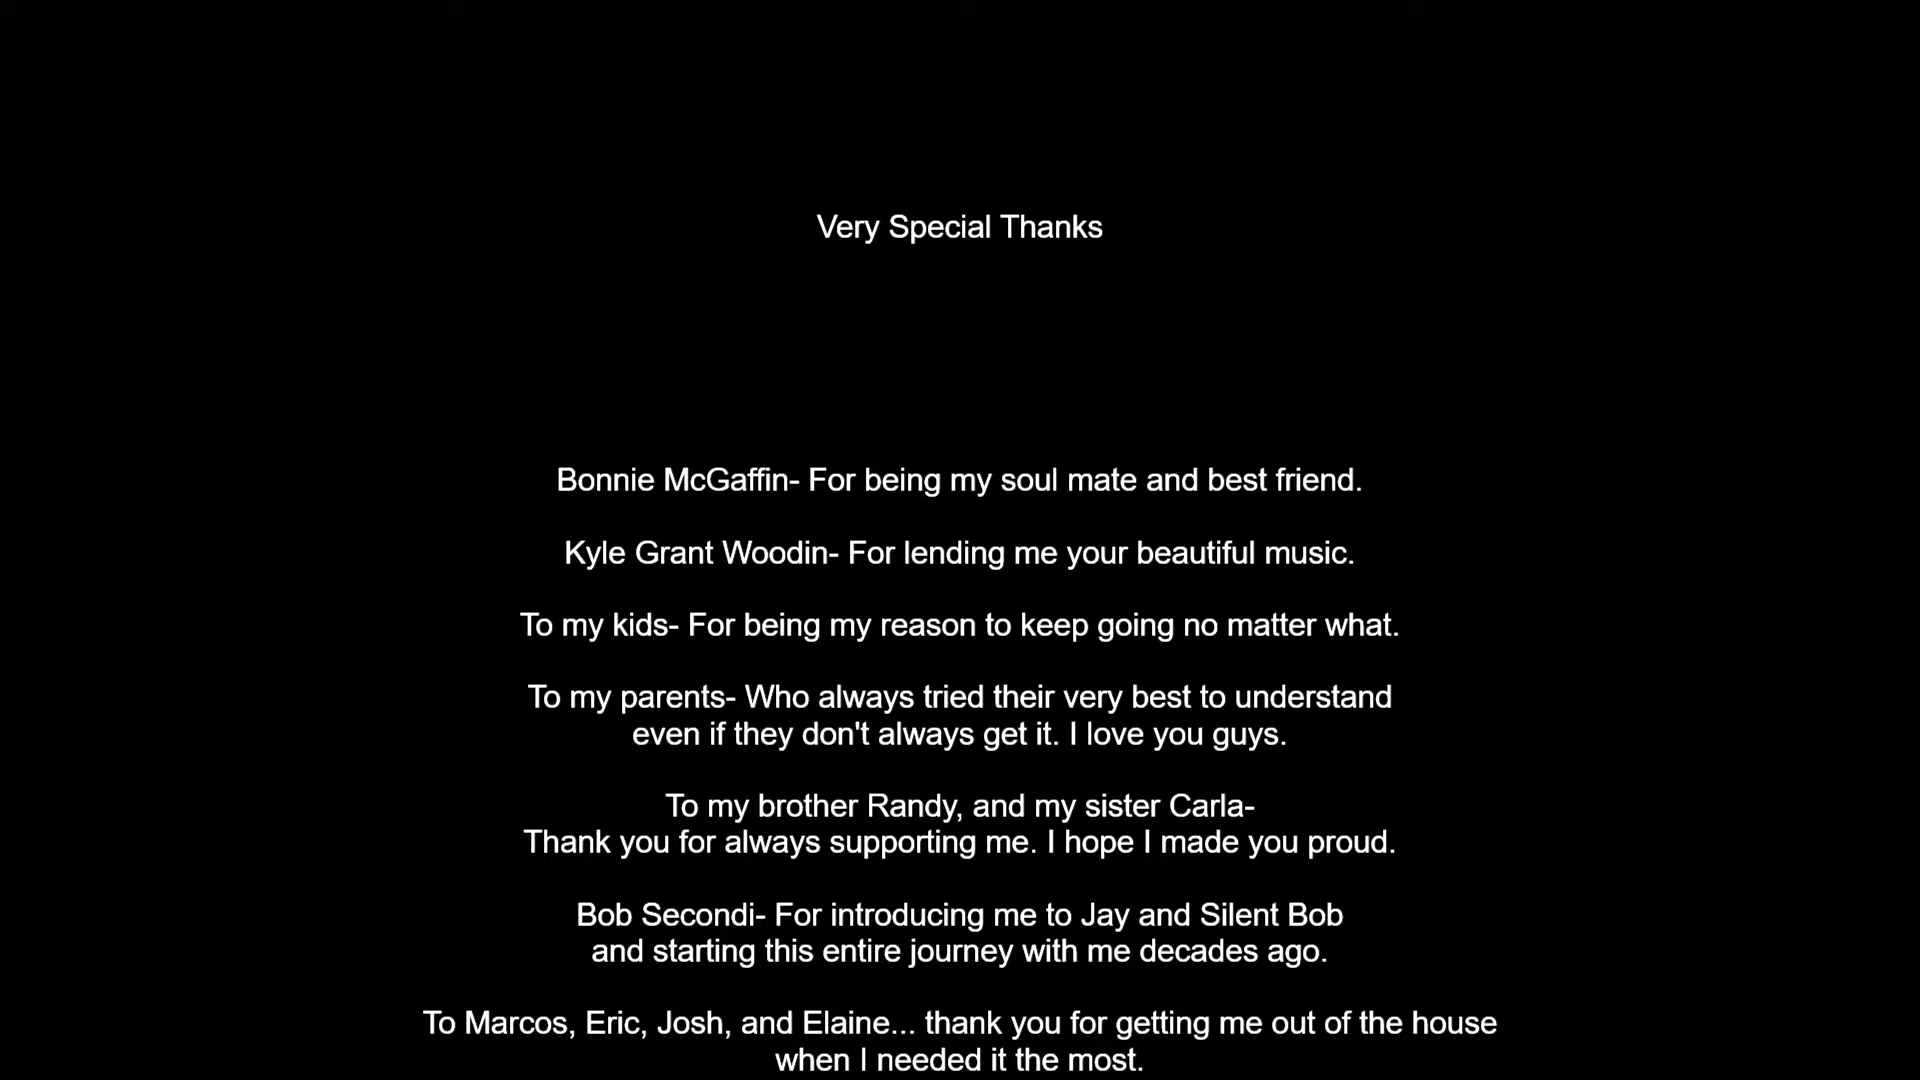 Very Special Thanks
Bonnie McGaffin- For being my soul mate and best friend.
Kyle Grant Woodin- For lending me your beautiful music.
To my kids- For being my reason to keep going no matter what.
To my parents- Who always tried their very best to understand
even if they don't always get it. I love you guys.
To my brother Randy, and my sister Carla-
Thank you for always supporting me. I hope I made you proud.
Bob Secondi- For introducing me to Jay and Silent Bob
and starting this entire journey with me decades ago.
To Marcos, Eric, Josh, and Elaine... thank you for getting me out of the house
when I needed it the most.